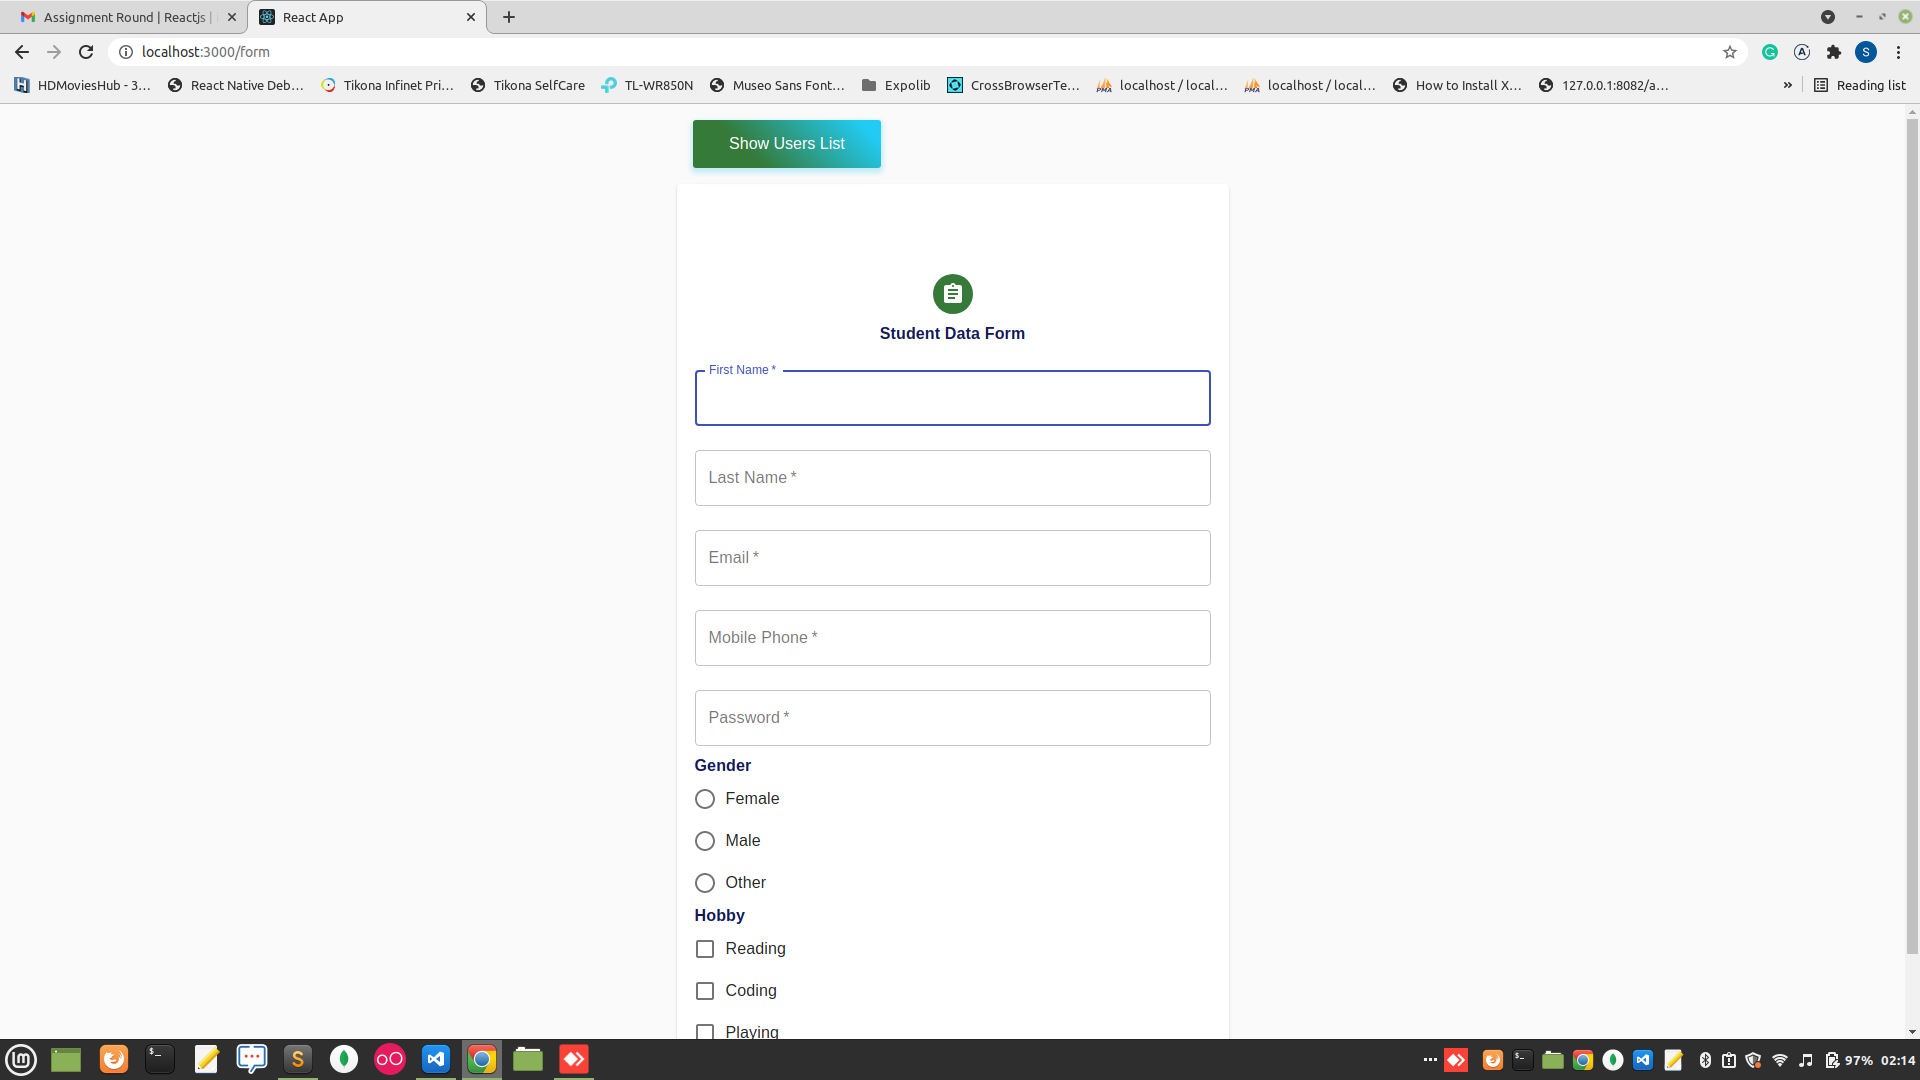 Assignment Round | Reactjs |
React App
localhost:3000/form
S
HDMoviesHub - 3...
React Native Deb...
Tikona Infinet Pri...
Tikona SelfCare
TL-WR850N
Museo Sans Font...
Expolib
CrossBrowserTe...
localhost / local...
localhost / local...
How to Install X...
127.0.0.1:8082/a...
»
Reading list
Show Users List
Student Data Form
First Name *
Last Name *
Email *
Mobile Phone *
Password *
Gender
Female
Male
Other
Hobby
Reading
Coding
Playing
97%
02:14